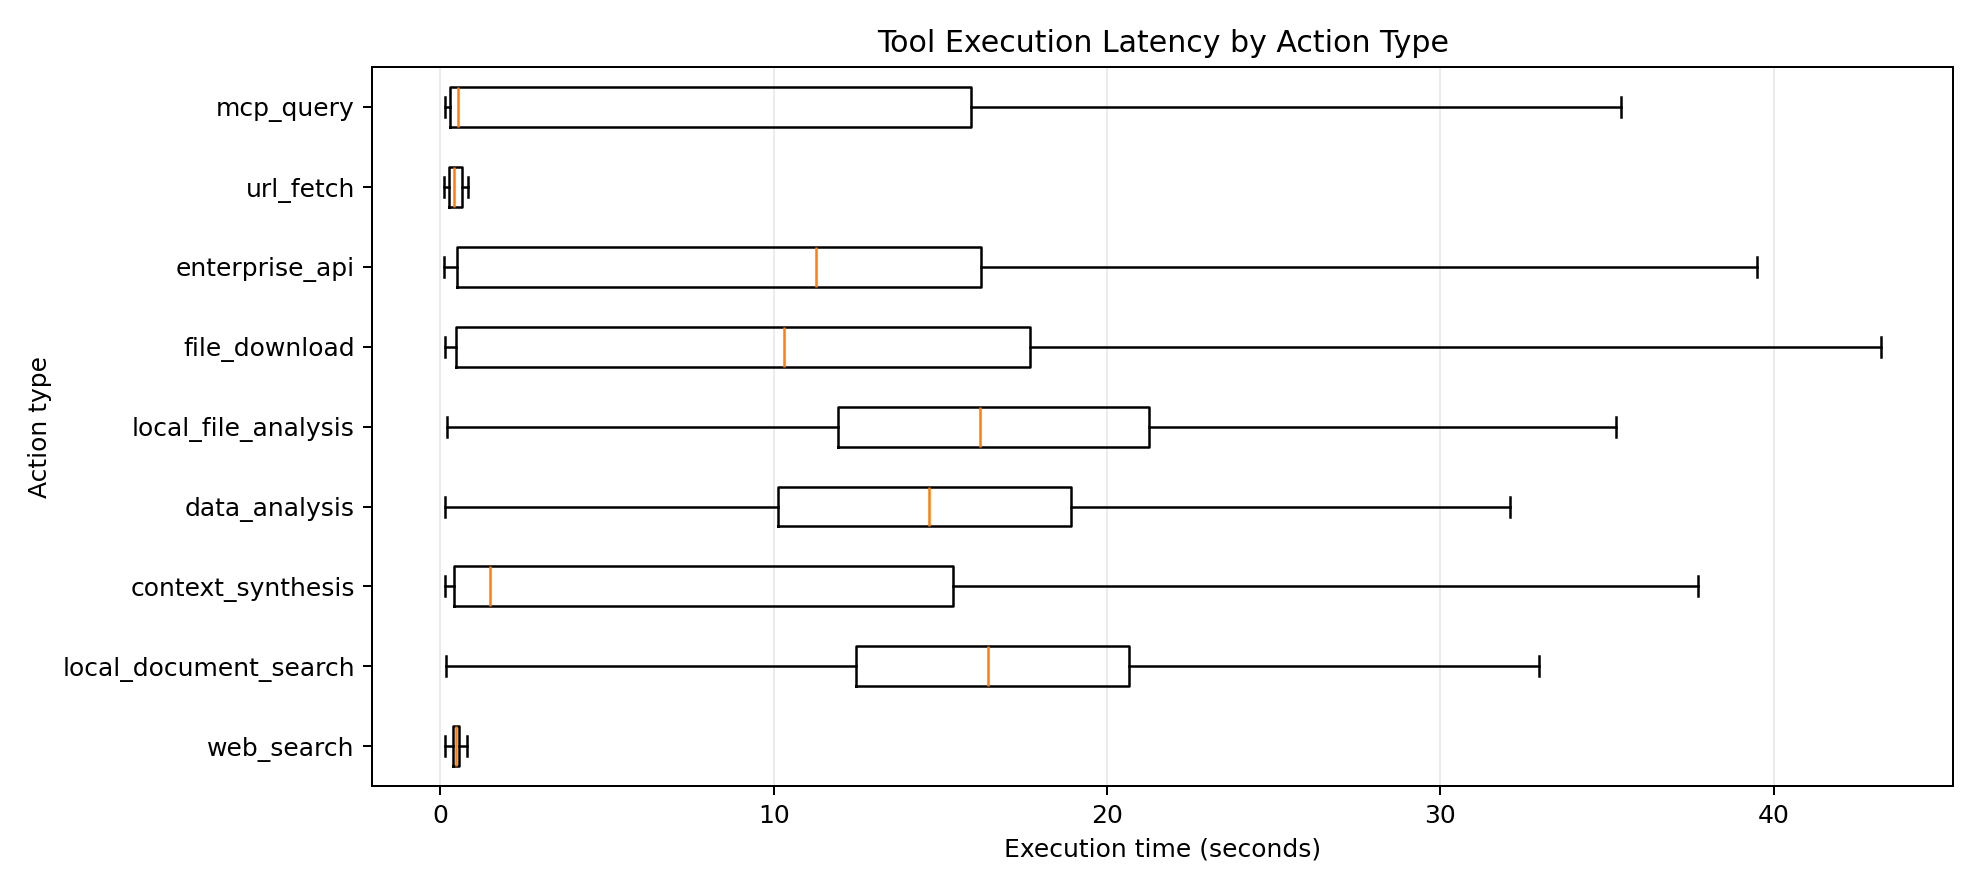 Tool Execution Latency by Action Type
mcp_query
url_fetch
enterprise_api
file_download
local_file_analysis
data_analysis
context_synthesis
local_document_search
web_search
Action type
0 10 20 30 40
Execution time (seconds)